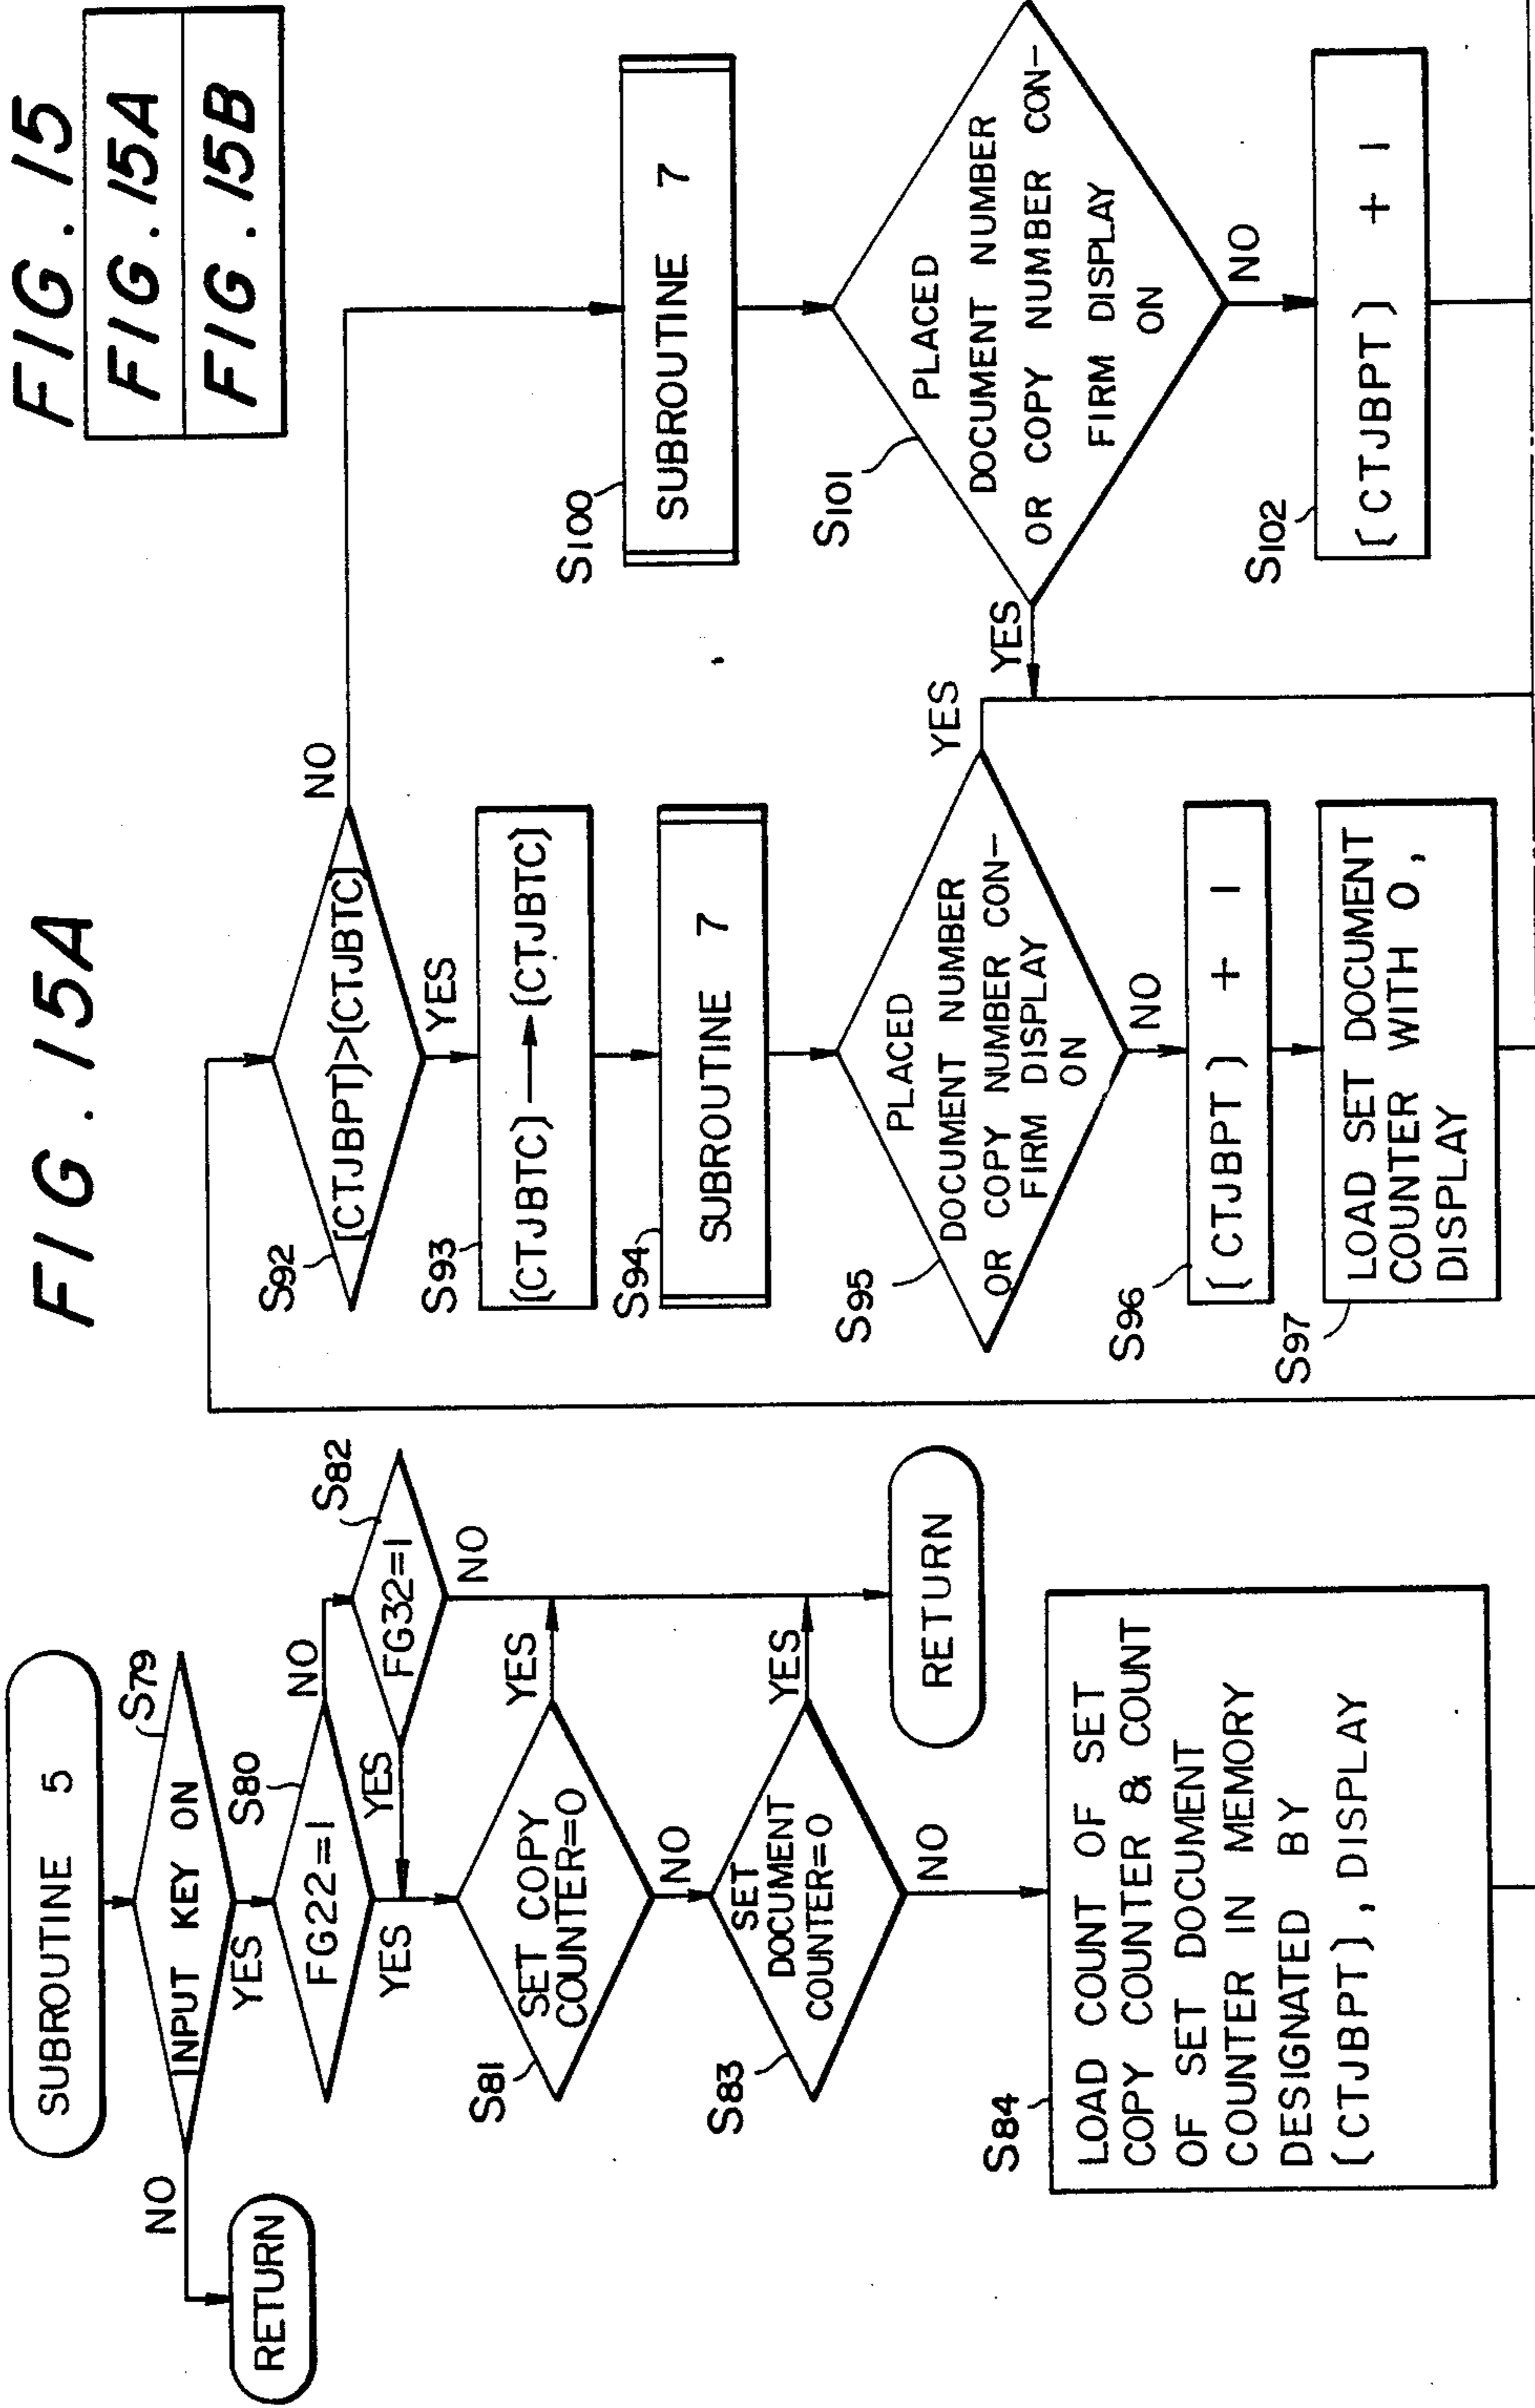 FIG. 15A
FIG. 15
FIG. 15A
FIG. 15B
SUBROUTINE 5
S79
INPUT KEY ON
NO
RETURN
YES
S80
FG22=1
NO
S82
FG32=1
YES
NO
YES
S81
SET COPY
COUNTER=0
YES
NO
S83
SET
DOCUMENT
COUNTER=0
YES
RETURN
NO
S84
LOAD COUNT OF SET
COPY COUNTER & COUNT
OF SET DOCUMENT
COUNTER IN MEMORY
DESIGNATED BY
(CTJBPT), DISPLAY
S92
(CTJBPT)>(CTJBTC)
NO
YES
S93
(CTJBTC)→(CTJBTC)
S94
SUBROUTINE 7
S95
PLACED
DOCUMENT NUMBER
OR COPY NUMBER CON-
FIRM DISPLAY
ON
YES
NO
S96
(CTJBPT) + 1
S97
LOAD SET DOCUMENT
COUNTER WITH 0,
DISPLAY
S100
SUBROUTINE 7
S101
PLACED
DOCUMENT NUMBER
OR COPY NUMBER CON-
FIRM DISPLAY
ON
YES
NO
S102
(CTJBPT) + 1